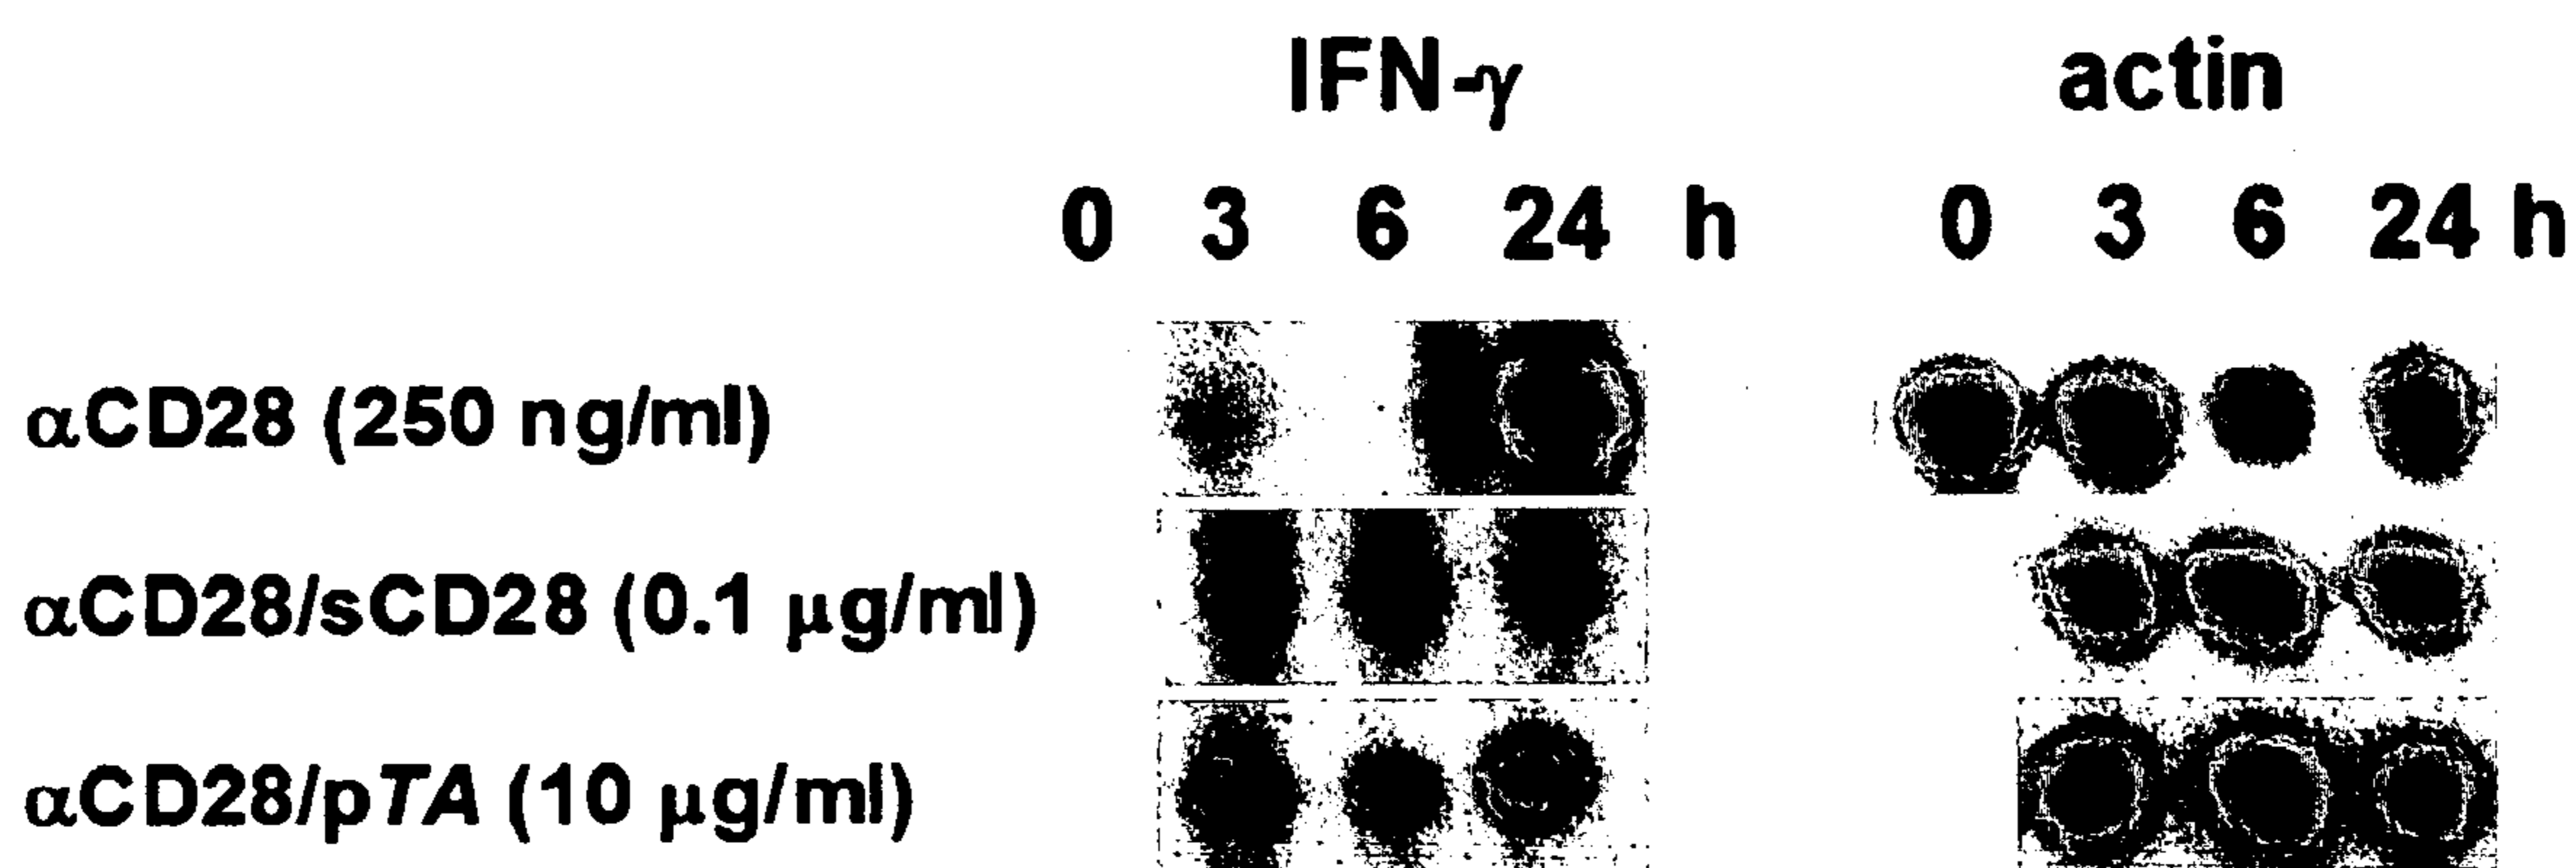 IFN-γ actin
0 3 6 24 h 0 3 6 24 h
αCD28 (250 ng/ml)
αCD28/sCD28 (0.1 μg/ml)
αCD28/pTA (10 μg/ml)